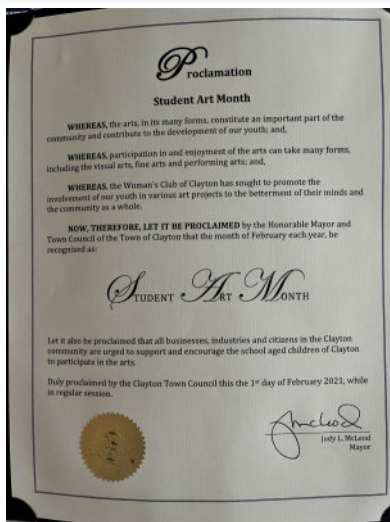 Proclamation
Student Art Month
WHEREAS, the arts, in its many forms, constitute an important part of the
community and contribute to the development of our youth; and,
WHEREAS, participation in and enjoyment of the arts can take many forms,
including the visual arts, fine arts and performing arts; and,
WHEREAS, the Woman's Club of Clayton has sought to promote the
involvement of our youth in various art projects to the betterment of their minds and
the community as a whole.
NOW, THEREFORE, LET IT BE PROCLAIMED by the Honorable Mayor and
Town Council of the Town of Clayton that the month of February each year, be
recognized as:
STUDENT ART MONTH
Let it also be proclaimed that all businesses, industries and citizens in the Clayton
community are urged to support and encourage the school aged children of Clayton
to participate in the arts.
Duly proclaimed by the Clayton Town Council this the 1st day of February 2021, while
in regular session.
Jody L. McLeod
Mayor